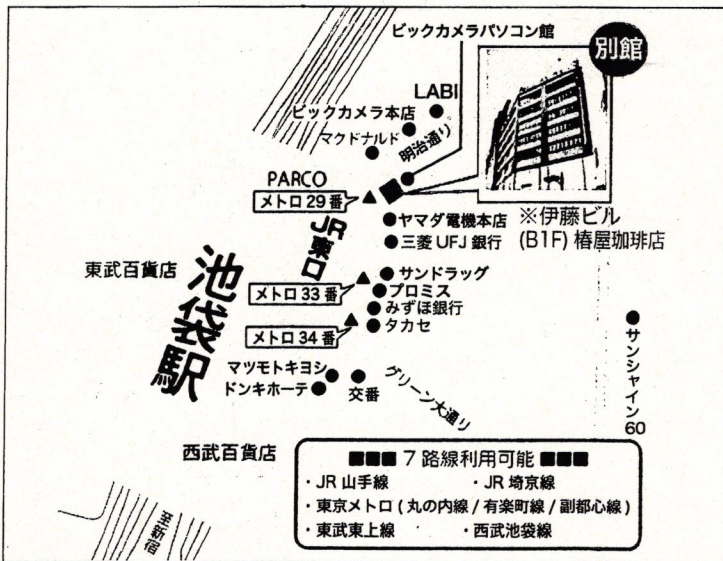 ビックカメラパソコン館
別館
LABI
ビックカメラ本店
マクドナルド
明治通り
PARCO
メトロ 29 番
JR 東口
ヤマダ電機本店
三菱 UFJ 銀行
※伊藤ビル
(B1F) 椿屋珈琲店
東武百貨店
池袋駅
サンドラッグ
メトロ 33 番
プロミス
みずほ銀行
メトロ 34 番
タカセ
サンシャイン60
マツモトキヨシ
ドンキホーテ
交番
グリーン大通り
西武百貨店
■■■ 7 路線利用可能 ■■■
・JR 山手線 ・JR 埼京線
・東京メトロ ( 丸の内線 / 有楽町線 / 副都心線 )
・東武東上線 ・西武池袋線
至新宿